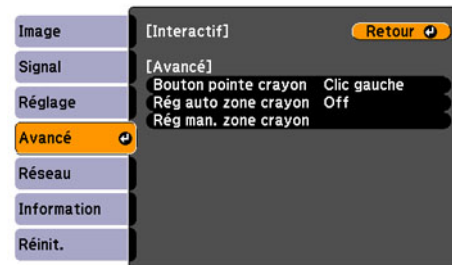 Image
Signal
Réglage
Avancé
Réseau
Information
Réinit.
[Interactif] Retour
[Avancé]
Bouton pointe crayon Clic gauche
Rég auto zone crayon Off
Rég man. zone crayon